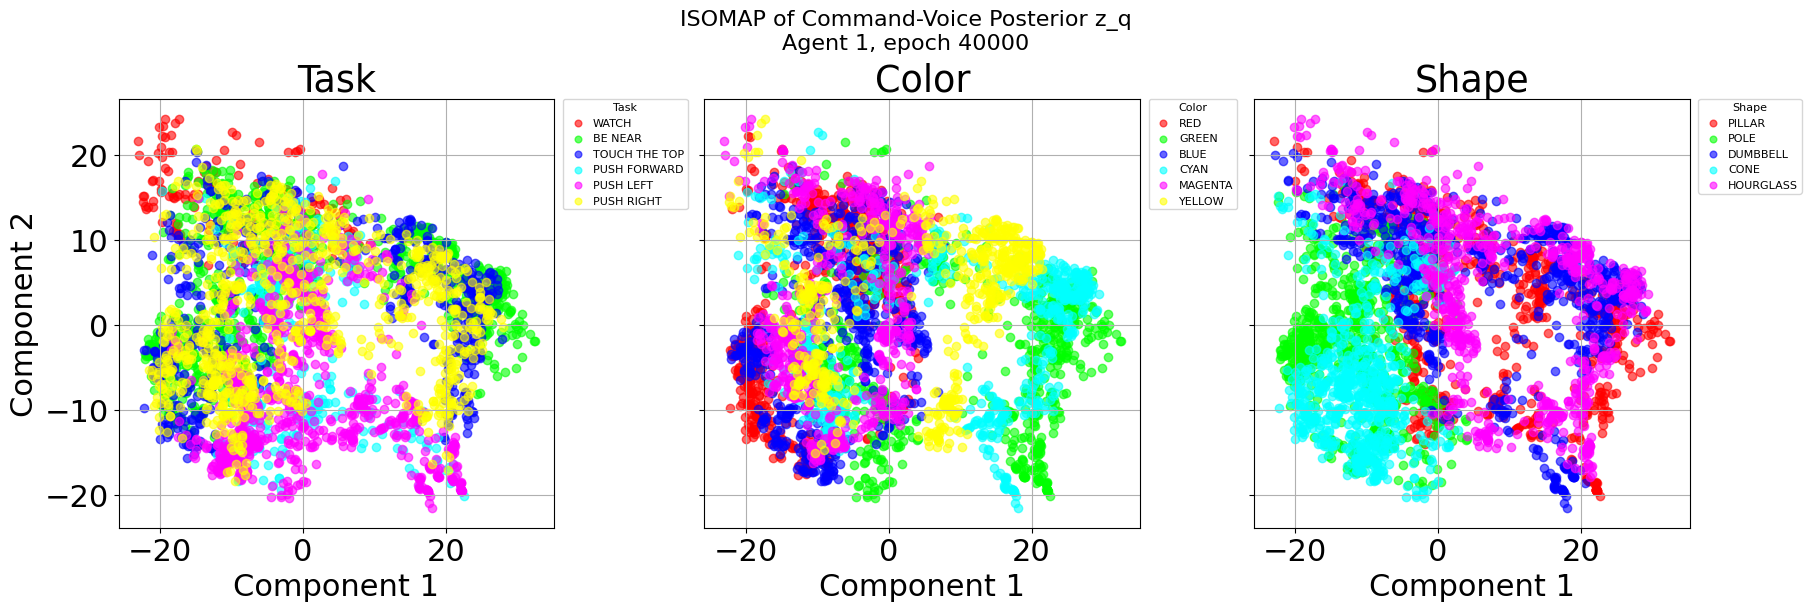 ISOMAP of Command-Voice Posterior z_q
Agent 1, epoch 40000
Task
Color
Shape
Component 2
20
10
0
−10
−20
−20
0
20
Component 1
Task
WATCH
BE NEAR
TOUCH THE TOP
PUSH FORWARD
PUSH LEFT
PUSH RIGHT
−20
0
20
Component 1
Color
RED
GREEN
BLUE
CYAN
MAGENTA
YELLOW
−20
0
20
Component 1
Shape
PILLAR
POLE
DUMBBELL
CONE
HOURGLASS